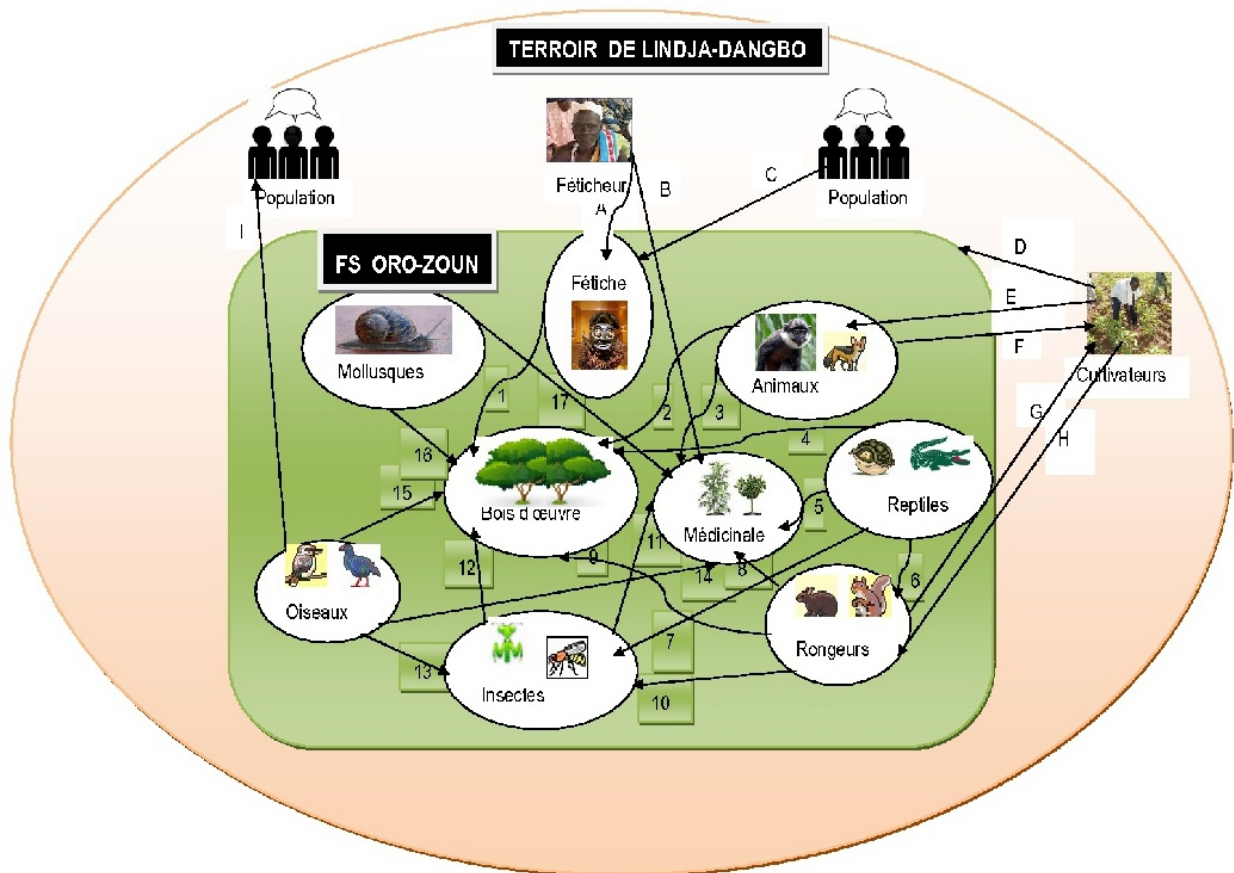 TERROIR DE LINDJA-DANGBO
Population
Féticheur
Population
A
B
C
I
FS ORO-ZOUN
Fétiche
D
E
F
Mollusques
Animaux
Cultivateurs
1
17
2
3
G
H
4
16
15
Bois d'œuvre
Médicinale
Reptiles
5
12
9
11
14
8
6
Oiseaux
7
Rongeurs
13
Insectes
10